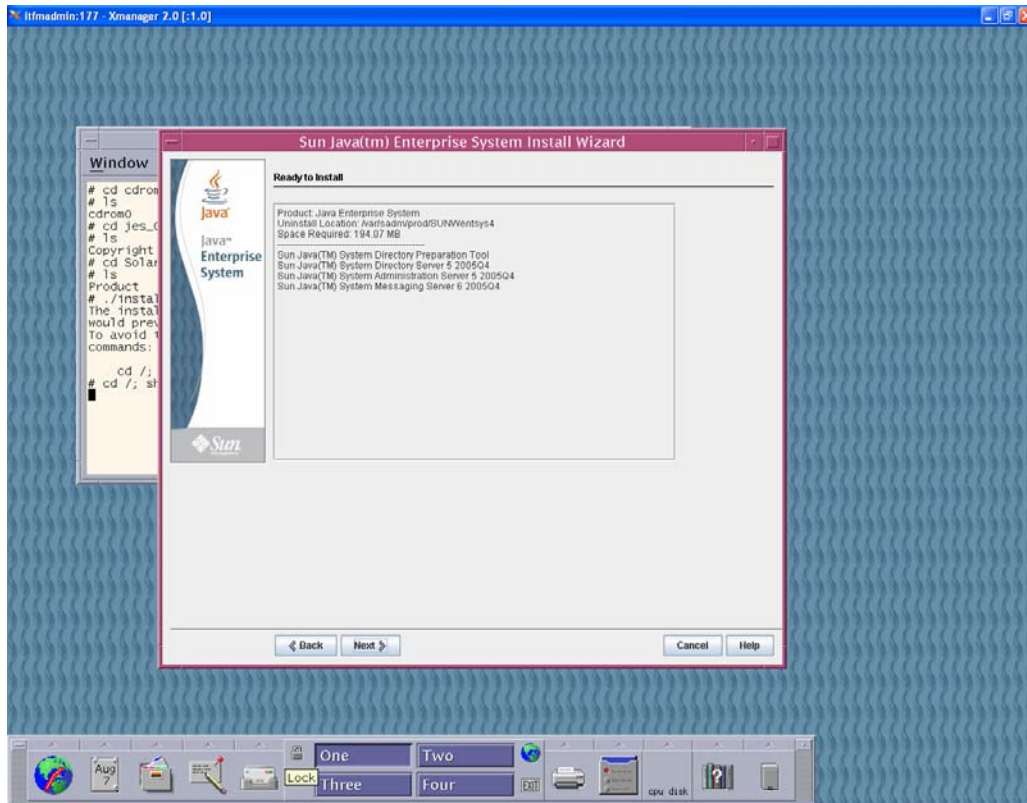 itfmadmin:177 - Xmanager 2.0 [:1.0]
Sun Java(tm) Enterprise System Install Wizard
Window
# cd cdrom
# ls
cdrom0
# cd jes_
# ls
Copyright
# cd Solar
# ls
Product
# ./instal
The instal
would prev
To avoid
commands:
cd /;
# cd /; sh
Java
Java™
Enterprise
System
Sun
Ready to Install
Product: Java Enterprise System
Uninstall Location: /var/sadm/prod/SUNWentsys4
Space Required: 194.07 MB
Sun Java(TM) System Directory Preparation Tool
Sun Java(TM) System Directory Server 5 2005Q4
Sun Java(TM) System Administration Server 5 2005Q4
Sun Java(TM) System Messaging Server 6 2005Q4
Back
Next
Cancel
Help
Aug
7
One
Two
Lock
Three
Four
EXIT
cpu disk